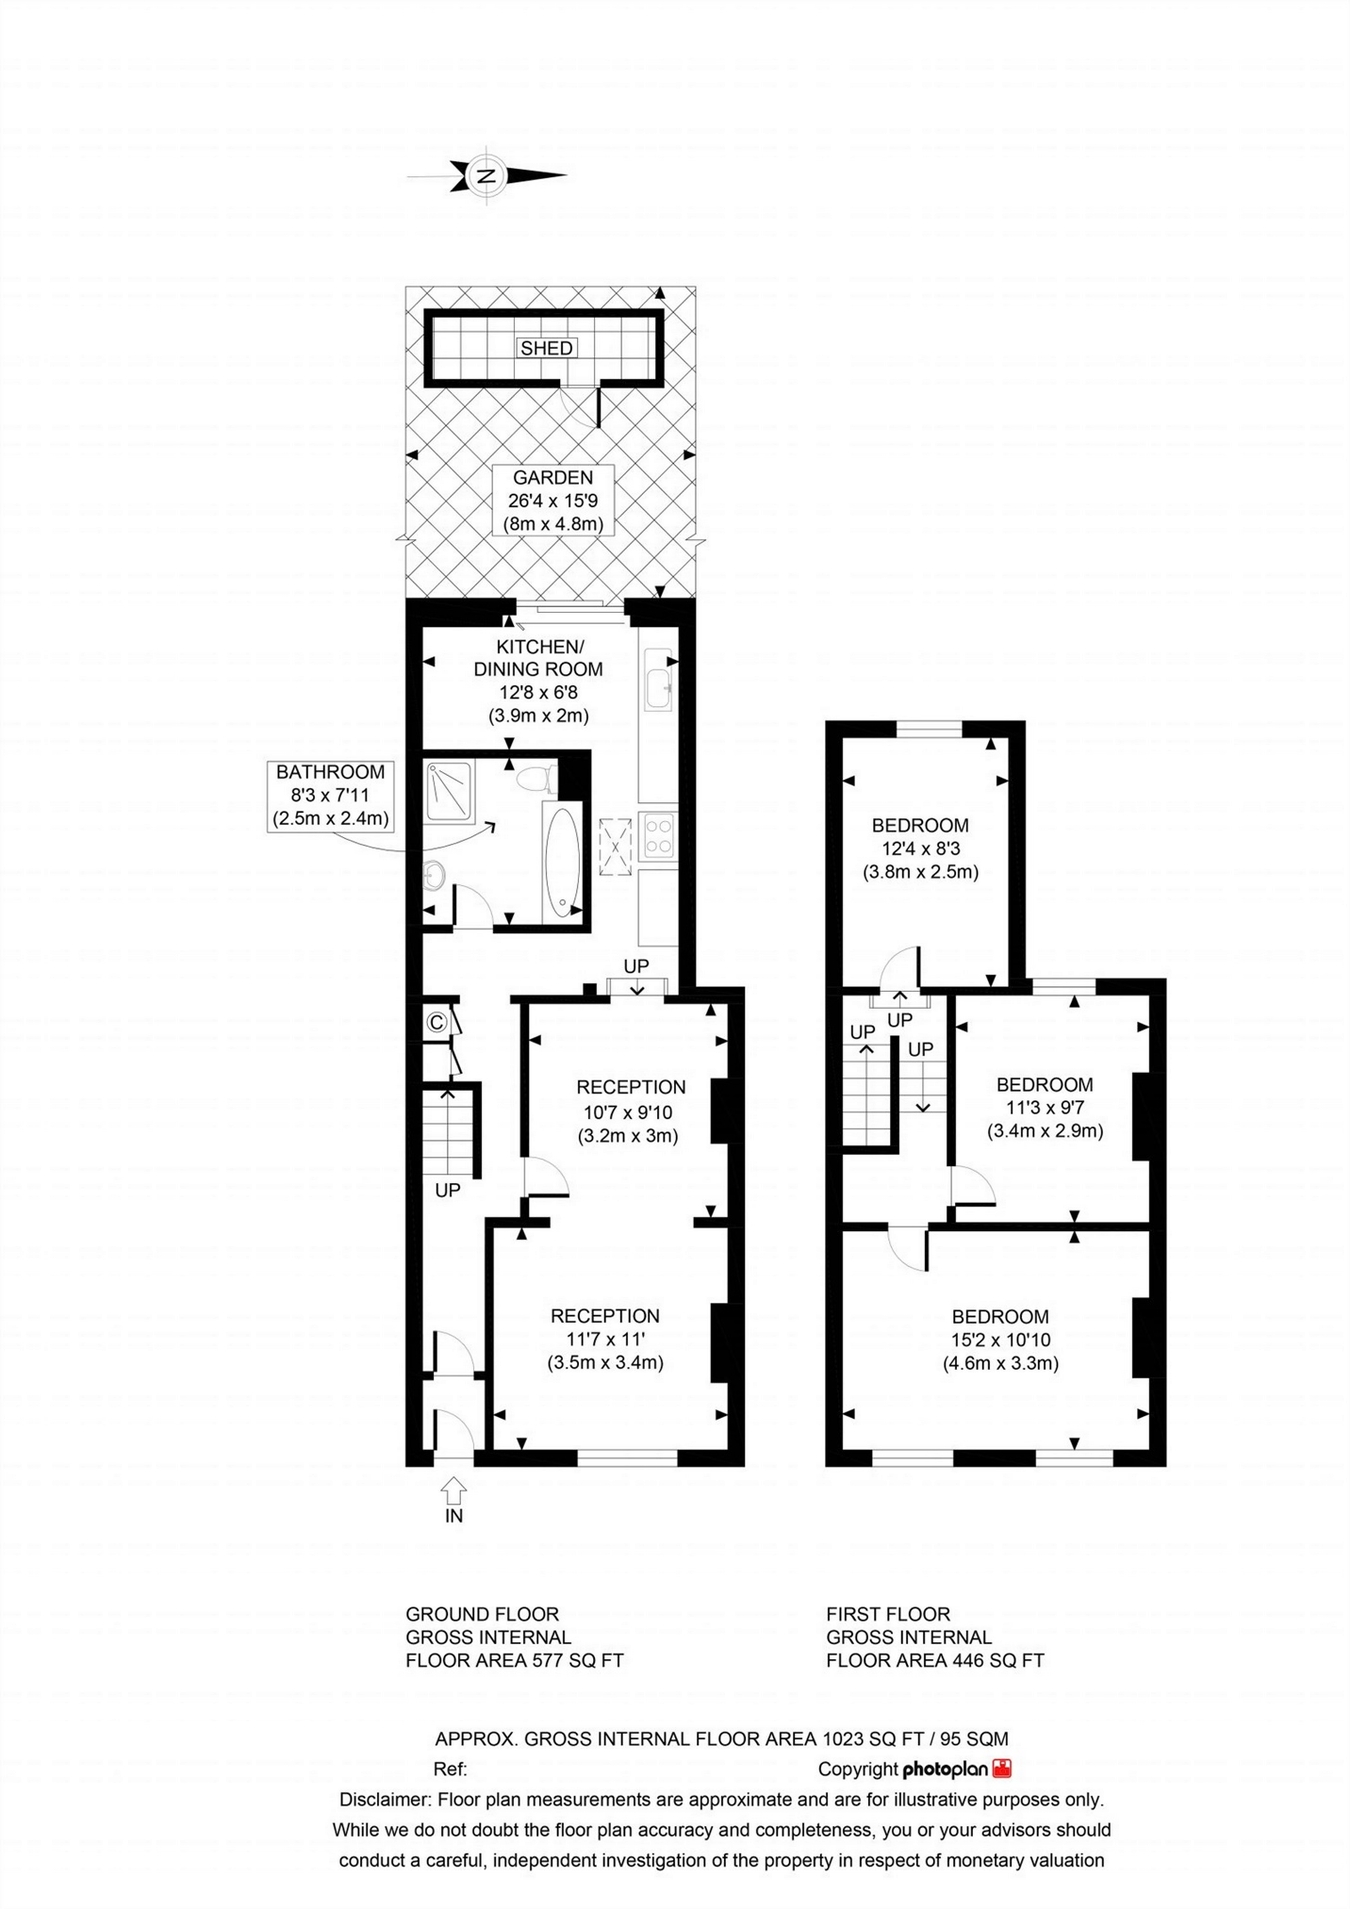 N
SHED
GARDEN
26'4 x 15'9
(8m x 4.8m)
KITCHEN/
DINING ROOM
12'8 x 6'8
(3.9m x 2m)
BATHROOM
8'3 x 7'11
(2.5m x 2.4m)
UP
C
RECEPTION
10'7 x 9'10
(3.2m x 3m)
UP
RECEPTION
11'7 x 11'
(3.5m x 3.4m)
IN
BEDROOM
12'4 x 8'3
(3.8m x 2.5m)
UP
UP
UP
BEDROOM
11'3 x 9'7
(3.4m x 2.9m)
BEDROOM
15'2 x 10'10
(4.6m x 3.3m)
GROUND FLOOR
GROSS INTERNAL
FLOOR AREA 577 SQ FT
FIRST FLOOR
GROSS INTERNAL
FLOOR AREA 446 SQ FT
APPROX. GROSS INTERNAL FLOOR AREA 1023 SQ FT / 95 SQM
Ref:
Copyright photoplan
Disclaimer: Floor plan measurements are approximate and are for illustrative purposes only.
While we do not doubt the floor plan accuracy and completeness, you or your advisors should
conduct a careful, independent investigation of the property in respect of monetary valuation